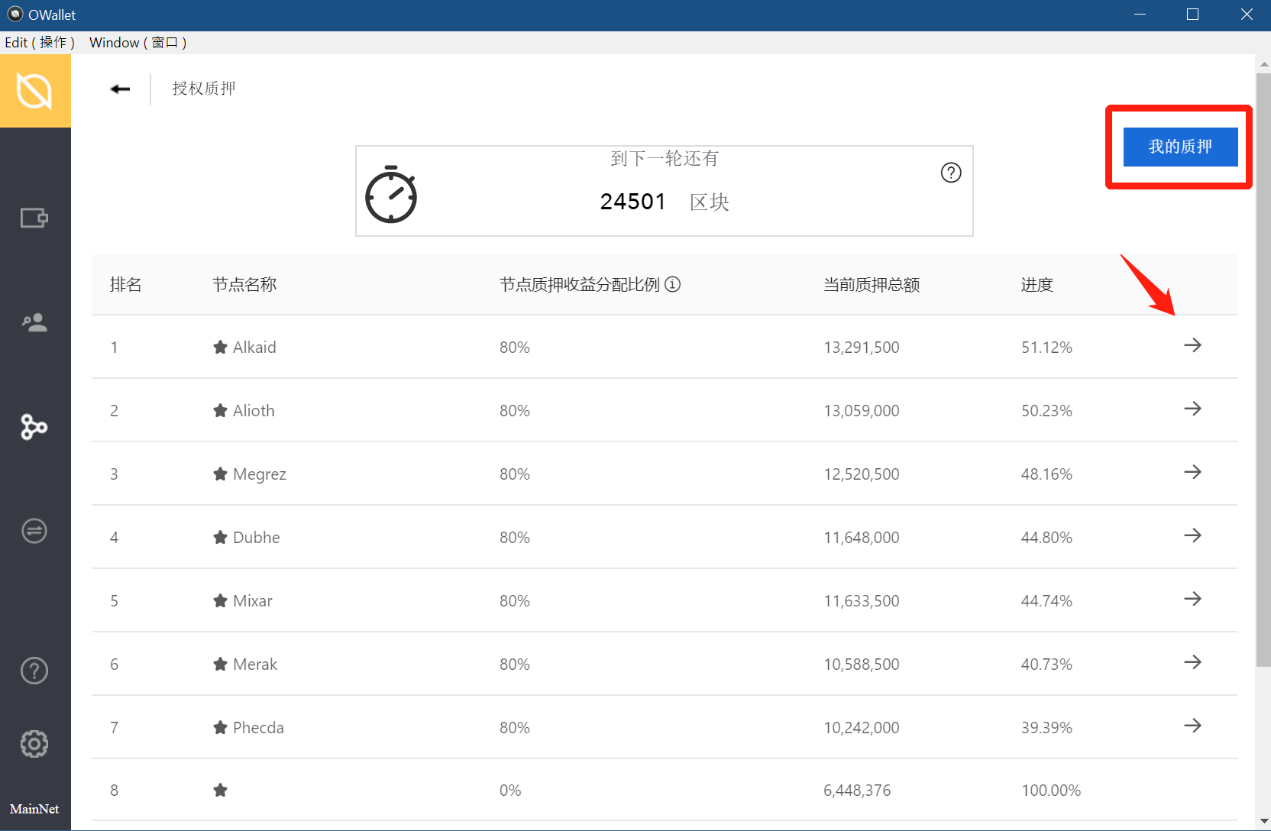 OWallet
Edit ( 操作 ) Window ( 窗口 )
授权质押
我的质押
到下一轮还有
24501 区块
排名 节点名称 节点质押收益分配比例 当前质押总额 进度
1 Alkaid 80% 13,291,500 51.12%
2 Alioth 80% 13,059,000 50.23%
3 Megrez 80% 12,520,500 48.16%
4 Dubhe 80% 11,648,000 44.80%
5 Mixar 80% 11,633,500 44.74%
6 Merak 80% 10,588,500 40.73%
7 Phecda 80% 10,242,000 39.39%
8 0% 6,448,376 100.00%
MainNet